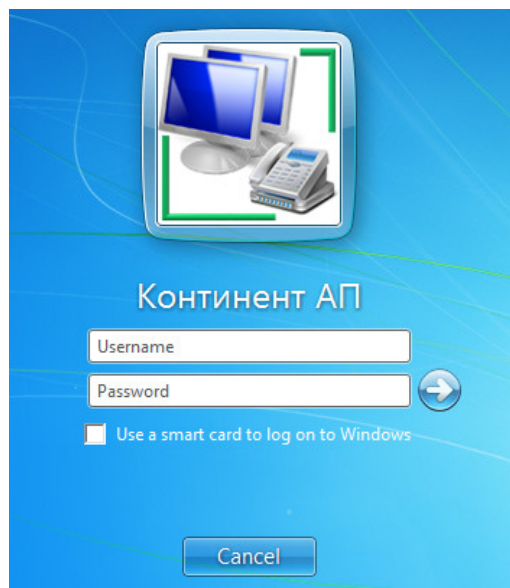 Континент АП
Username
Password
Use a smart card to log on to Windows
Cancel